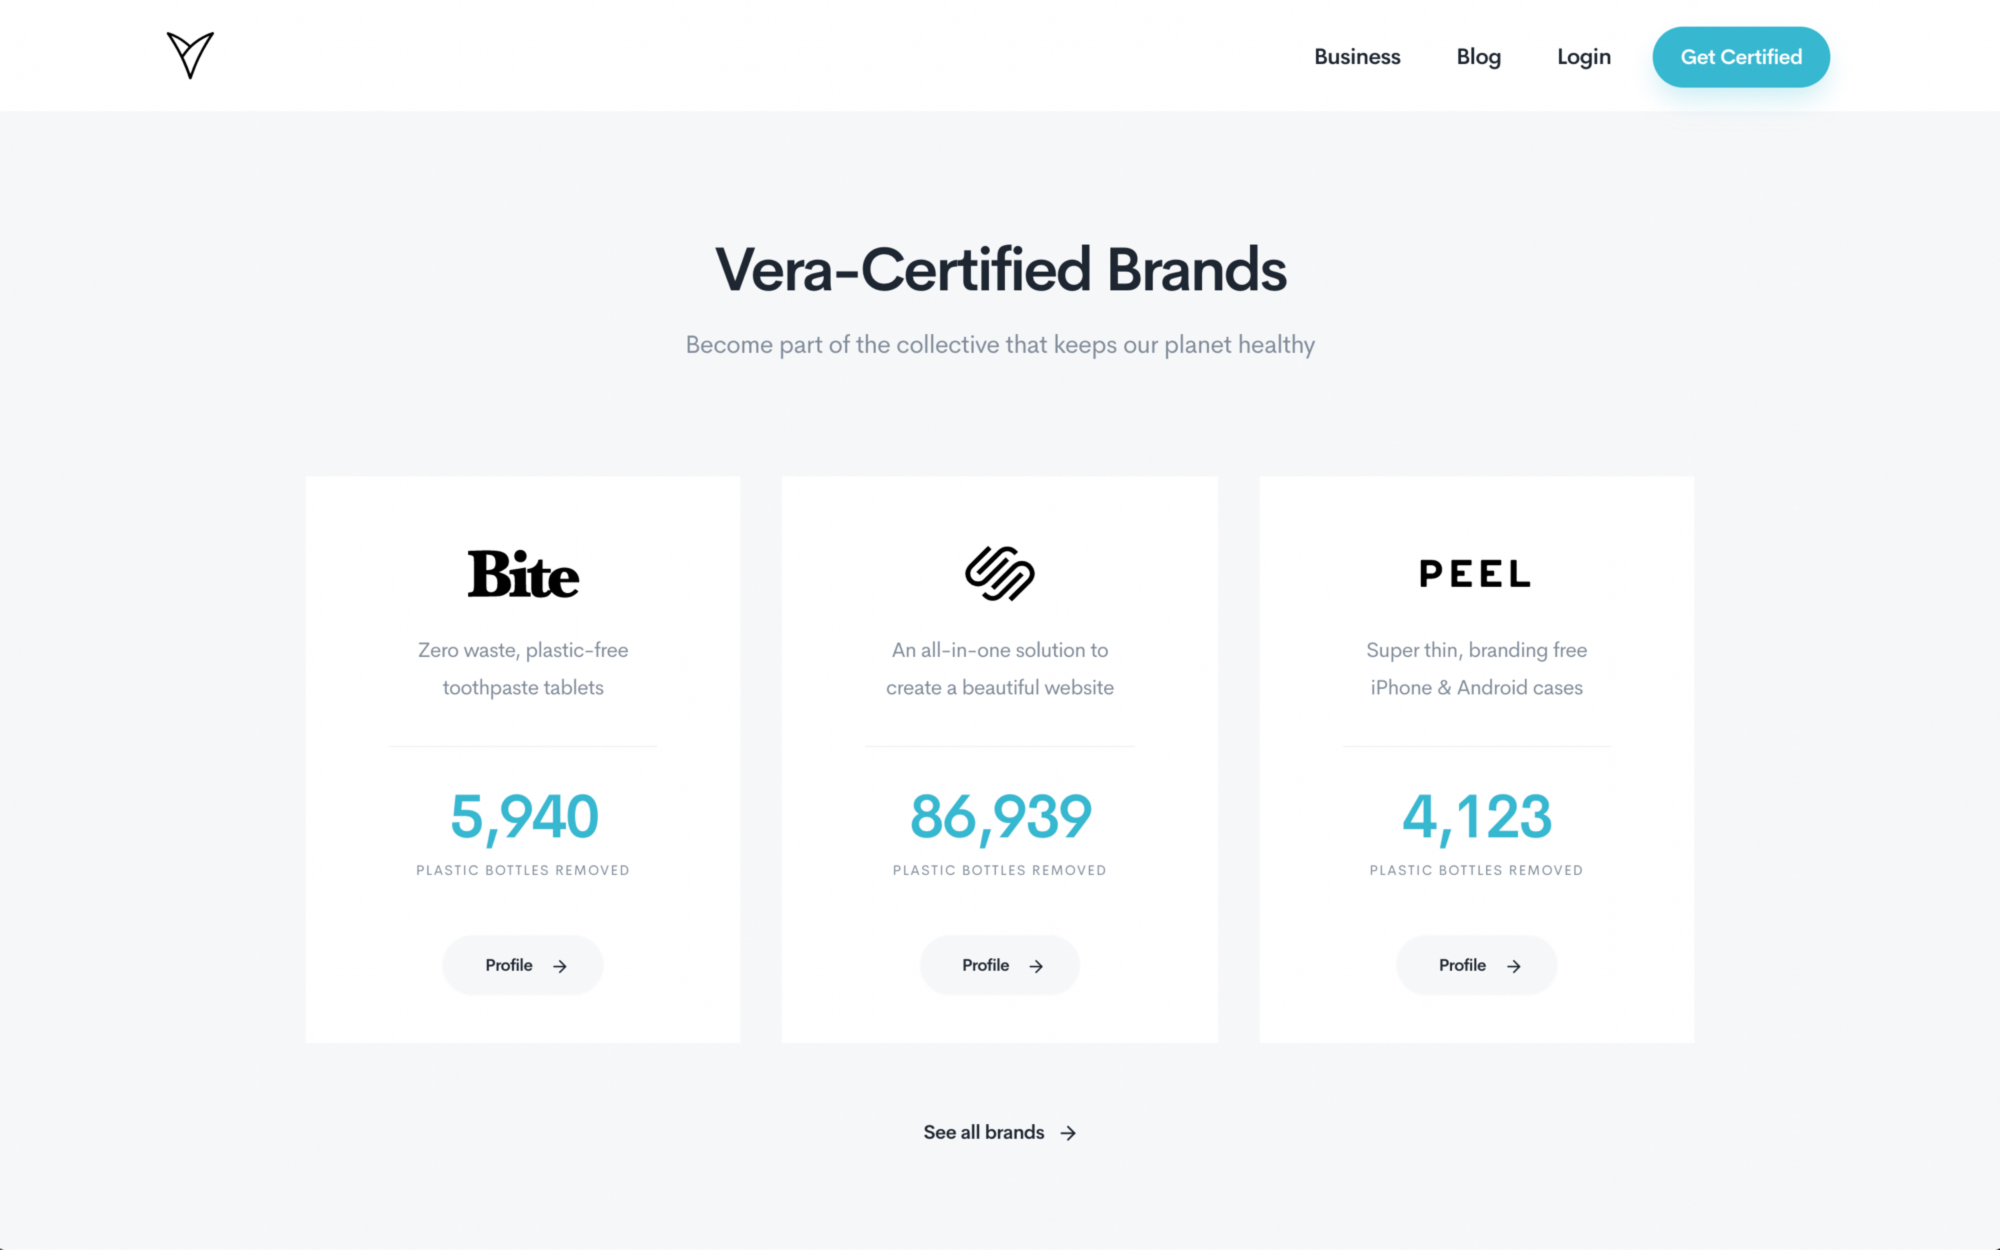 Business
Blog
Login
Get Certified
Vera-Certified Brands
Become part of the collective that keeps our planet healthy
Bite
Zero waste, plastic-free
toothpaste tablets
5,940
PLASTIC BOTTLES REMOVED
Profile
An all-in-one solution to
create a beautiful website
86,939
PLASTIC BOTTLES REMOVED
Profile
PEEL
Super thin, branding free
iPhone & Android cases
4,123
PLASTIC BOTTLES REMOVED
Profile
See all brands